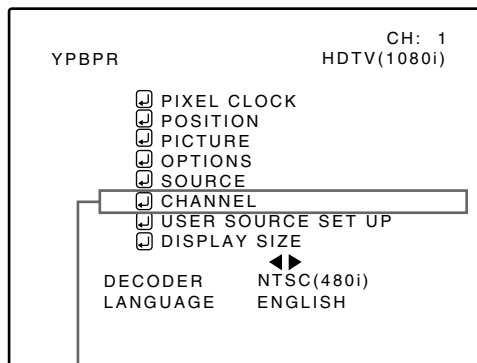 CH: 1
YPBPR HDTV(1080i)
PIXEL CLOCK
POSITION
PICTURE
OPTIONS
SOURCE
CHANNEL
USER SOURCE SET UP
DISPLAY SIZE
DECODER NTSC(480i)
LANGUAGE ENGLISH